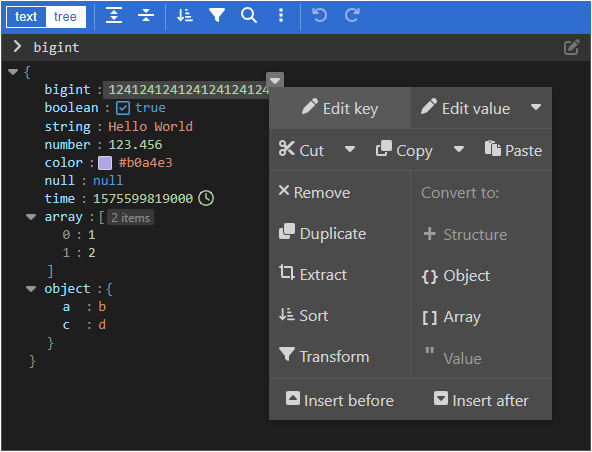 text tree
bigint
{
bigint : 124124124124124124124
boolean : true
string : Hello World
number : 123.456
color : #b0a4e3
null : null
time : 1575599819000
array : [ 2 items
0 : 1
1 : 2
]
object : {
a : b
c : d
}
}
Edit key Edit value
Cut Copy Paste
Remove Convert to:
Duplicate + Structure
Extract {} Object
Sort [] Array
Transform " Value
Insert before Insert after